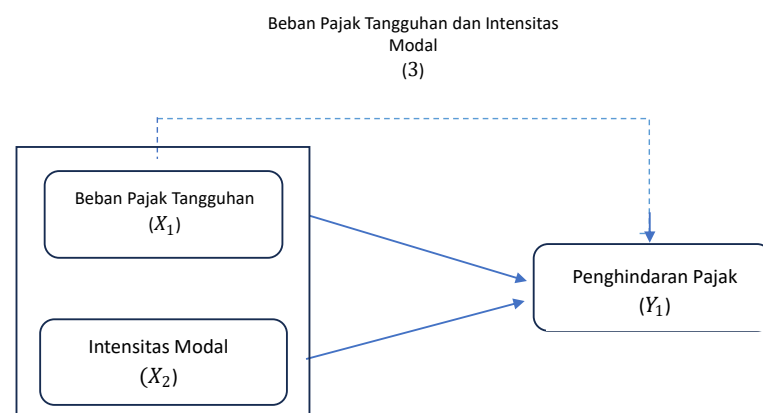 Beban Pajak Tangguhan dan Intensitas
Modal
(3)
Beban Pajak Tangguhan
(X₁)
Penghindaran Pajak
(Y₁)
Intensitas Modal
(X₂)